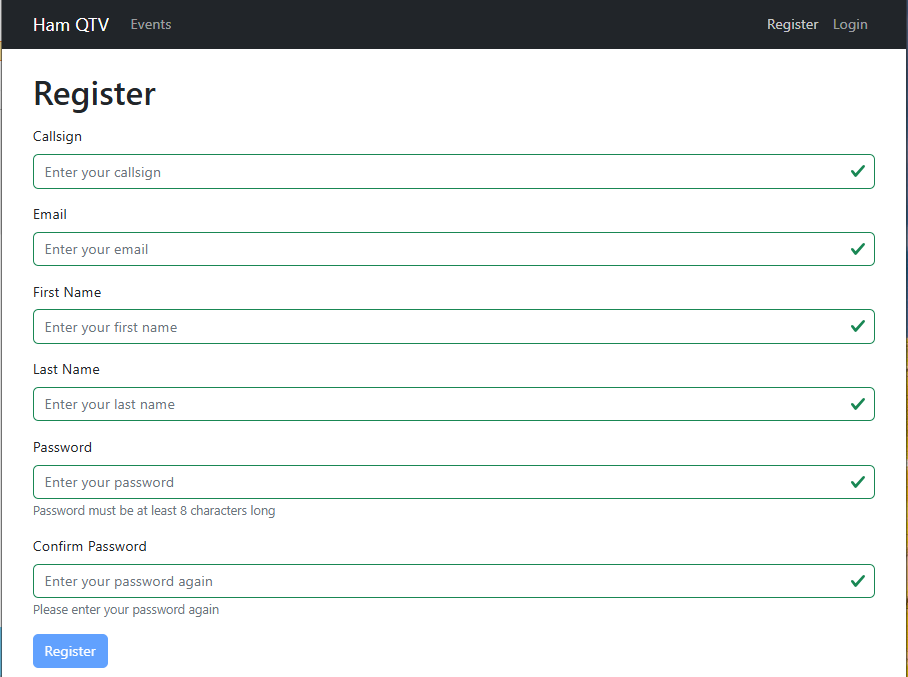 Ham QTV Events Register Login
Register
Callsign
Enter your callsign
Email
Enter your email
First Name
Enter your first name
Last Name
Enter your last name
Password
Enter your password
Password must be at least 8 characters long
Confirm Password
Enter your password again
Please enter your password again
Register